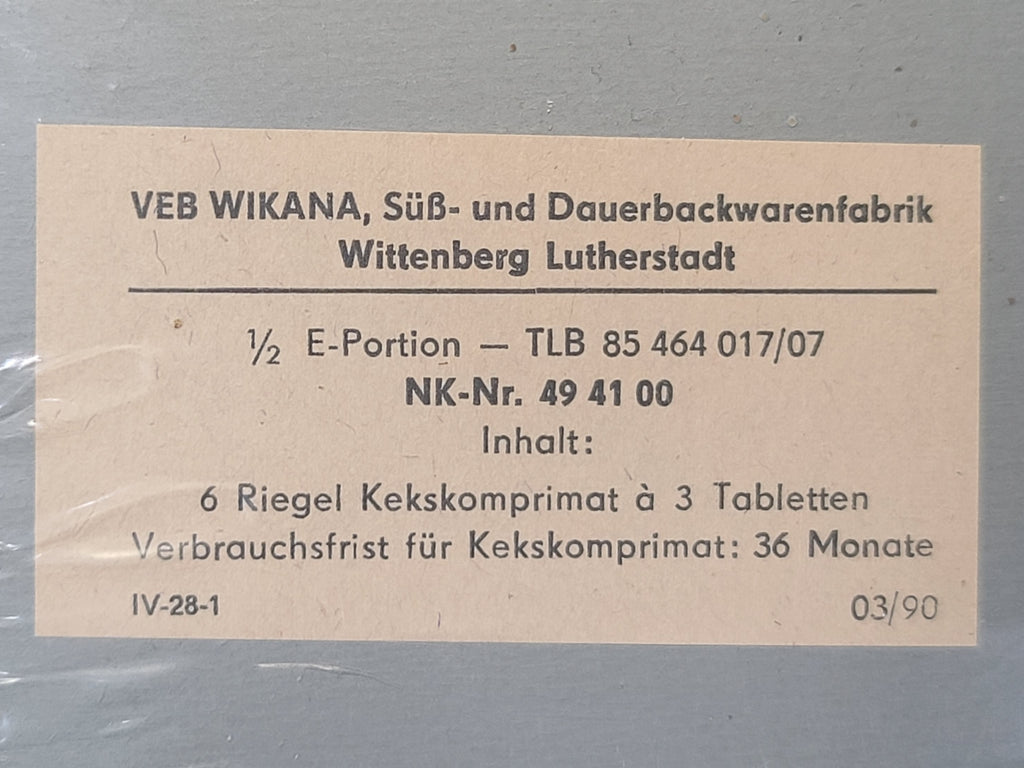 VEB WIKANA, Süß- und Dauerbackwarenfabrik
Wittenberg Lutherstadt
½ E-Portion — TLB 85 464 017/07
NK-Nr. 49 41 00
Inhalt:
6 Riegel Kekskomprimat à 3 Tabletten
Verbrauchsfrist für Kekskomprimat: 36 Monate
IV-28-1 03/90